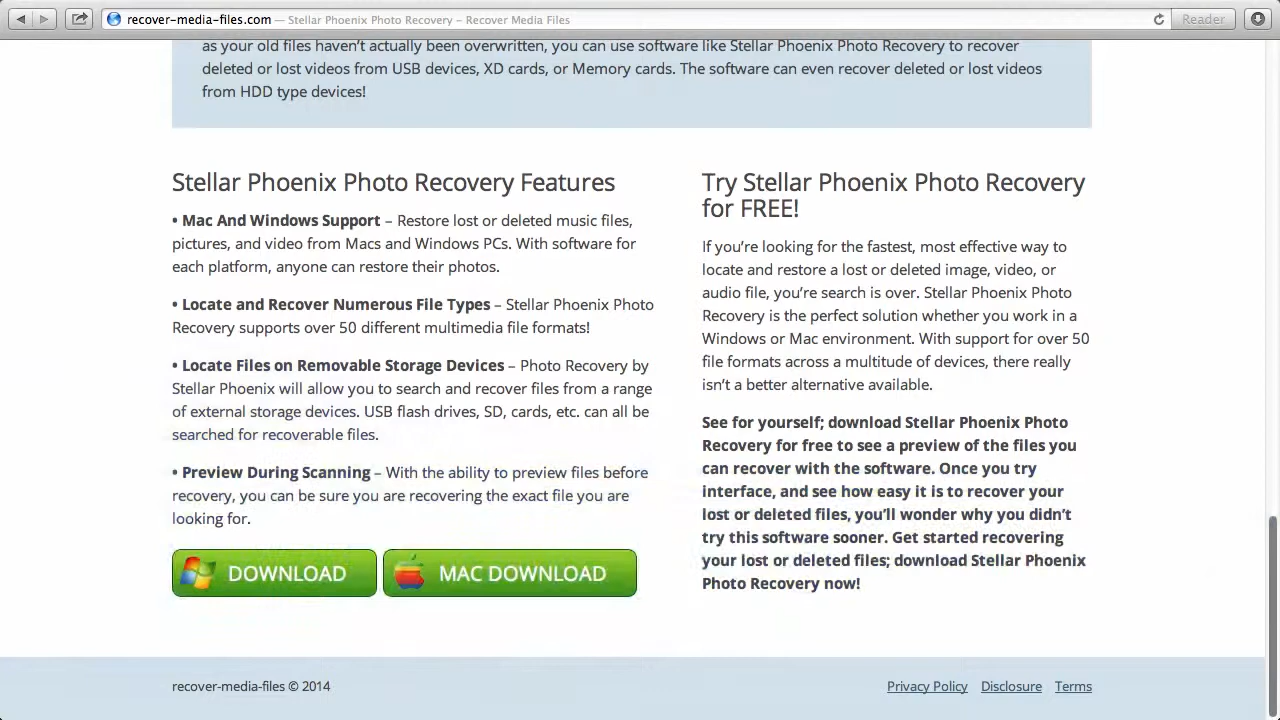 recover-media-files.com — Stellar Phoenix Photo Recovery – Recover Media Files
Reader
as your old files haven't actually been overwritten, you can use software like Stellar Phoenix Photo Recovery to recover
deleted or lost videos from USB devices, XD cards, or Memory cards. The software can even recover deleted or lost videos
from HDD type devices!
Stellar Phoenix Photo Recovery Features
• Mac And Windows Support – Restore lost or deleted music files,
pictures, and video from Macs and Windows PCs. With software for
each platform, anyone can restore their photos.
• Locate and Recover Numerous File Types – Stellar Phoenix Photo
Recovery supports over 50 different multimedia file formats!
• Locate Files on Removable Storage Devices – Photo Recovery by
Stellar Phoenix will allow you to search and recover files from a range
of external storage devices. USB flash drives, SD, cards, etc. can all be
searched for recoverable files.
• Preview During Scanning – With the ability to preview files before
recovery, you can be sure you are recovering the exact file you are
looking for.
DOWNLOAD
MAC DOWNLOAD
Try Stellar Phoenix Photo Recovery
for FREE!
If you're looking for the fastest, most effective way to
locate and restore a lost or deleted image, video, or
audio file, you're search is over. Stellar Phoenix Photo
Recovery is the perfect solution whether you work in a
Windows or Mac environment. With support for over 50
file formats across a multitude of devices, there really
isn't a better alternative available.
See for yourself; download Stellar Phoenix Photo
Recovery for free to see a preview of the files you
can recover with the software. Once you try
interface, and see how easy it is to recover your
lost or deleted files, you'll wonder why you didn't
try this software sooner. Get started recovering
your lost or deleted files; download Stellar Phoenix
Photo Recovery now!
recover-media-files © 2014
Privacy Policy
Disclosure
Terms